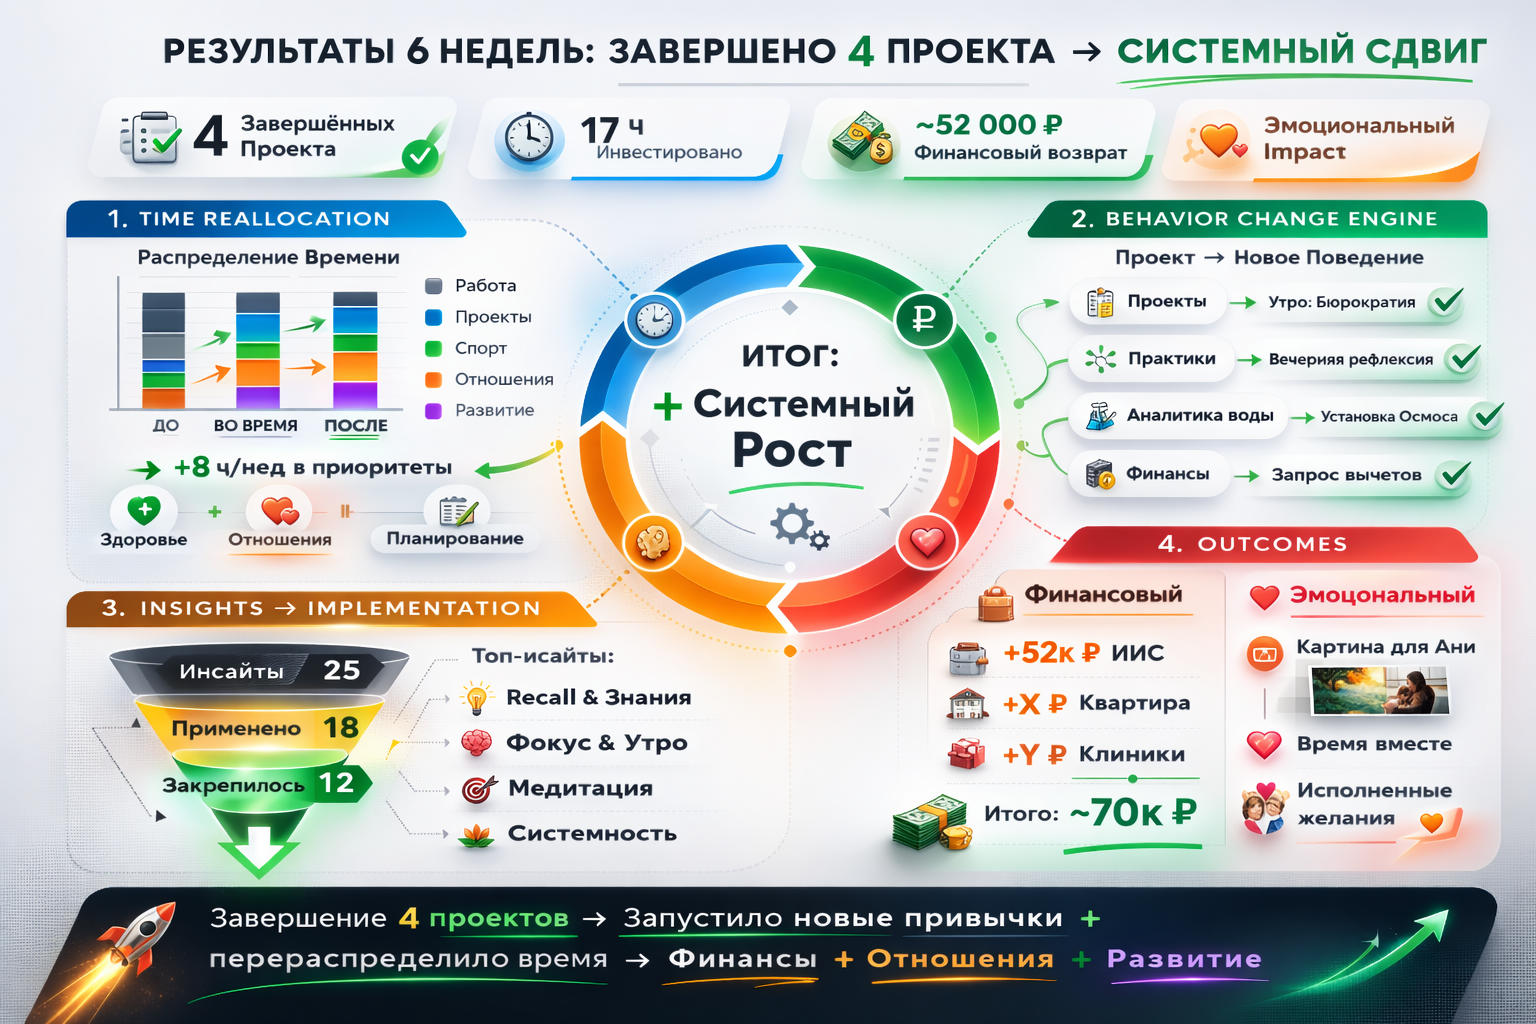 РЕЗУЛЬТАТЫ 6 НЕДЕЛЬ: ЗАВЕРШЕНО 4 ПРОЕКТА → СИСТЕМНЫЙ СДВИГ
4 Завершённых
Проекта
17 ч
Инвестировано
~52 000 ₽
Финансовый возврат
Эмоциональный
Impact
1. TIME REALLOCATION
Распределение Времени
Работа
Проекты
Спорт
Отношения
Развитие
ДО
ВО ВРЕМЯ
ПОСЛЕ
+8 ч/нед в приоритеты
Здоровье
+
Отношения
Планирование
ИТОГ:
+ Системный
Рост
₽
2. BEHAVIOR CHANGE ENGINE
Проект → Новое Поведение
Проекты → Утро: Бюрократия
Практики → Вечерияя рефлексия
Аналитика воды → Установка Осмоса
Финансы → Запрос вычетов
3. INSIGHTS → IMPLEMENTATION
Инсайты 25
Применено 18
Закрепилось 12
Топ-исайты:
Recall & Знания
Фокус & Утро
Медитация
Системность
4. OUTCOMES
Финансовый
+52к ₽ ИИС
+X ₽ Квартира
+Y ₽ Клиники
Итого: ~70к ₽
Эмоцональный
Картина для Ани
Время вместе
Исполненные
желания
Завершение 4 проектов → Запустило новые привычки +
перераспределило время → Финансы + Отношения + Развитие